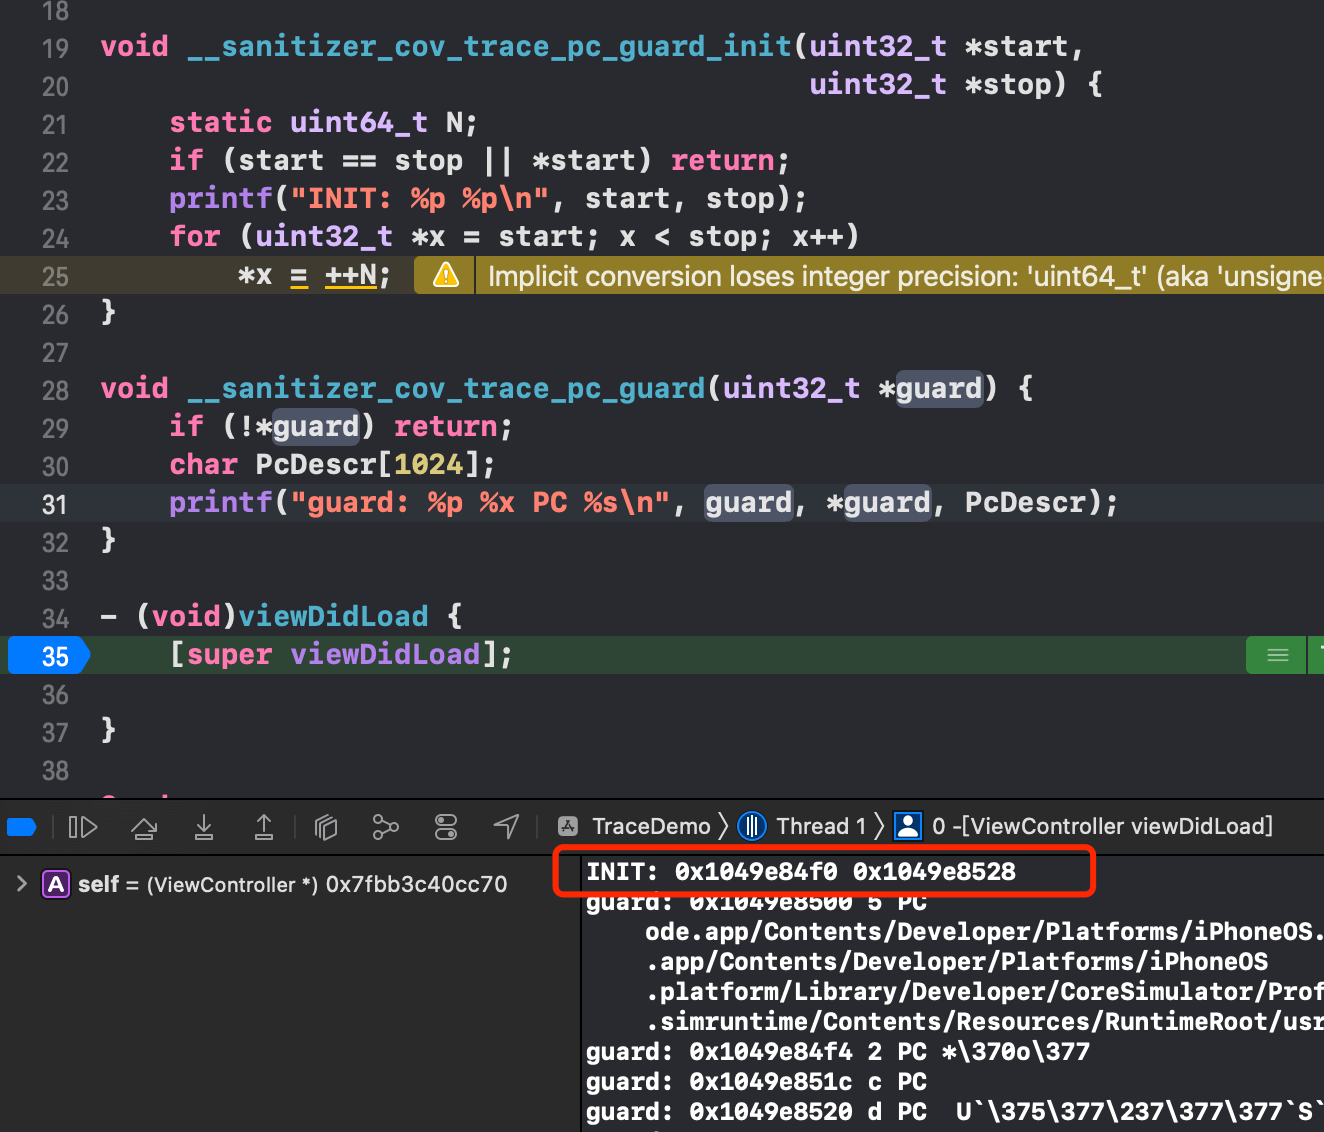 18
19 void __sanitizer_cov_trace_pc_guard_init(uint32_t *start,
20 uint32_t *stop) {
21 static uint64_t N;
22 if (start == stop || *start) return;
23 printf("INIT: %p %p\n", start, stop);
24 for (uint32_t *x = start; x < stop; x++)
25 *x = ++N; Implicit conversion loses integer precision: 'uint64_t' (aka 'unsigne
26 }
27
28 void __sanitizer_cov_trace_pc_guard(uint32_t *guard) {
29 if (!*guard) return;
30 char PcDescr[1024];
31 printf("guard: %p %x PC %s\n", guard, *guard, PcDescr);
32 }
33
34 - (void)viewDidLoad {
35 [super viewDidLoad];
36
37 }
38
TraceDemo Thread 1 0 -[ViewController viewDidLoad]
A self = (ViewController *) 0x7fbb3c40cc70
INIT: 0x1049e84f0 0x1049e8528
guard: 0x1049e8500 5 PC
ode.app/Contents/Developer/Platforms/iPhoneOS.
.app/Contents/Developer/Platforms/iPhoneOS
.platform/Library/Developer/CoreSimulator/Prof
.simruntime/Contents/Resources/RuntimeRoot/usr
guard: 0x1049e84f4 2 PC *\370o\377
guard: 0x1049e851c c PC
guard: 0x1049e8520 d PC U`\375\377\237\377\377`S`